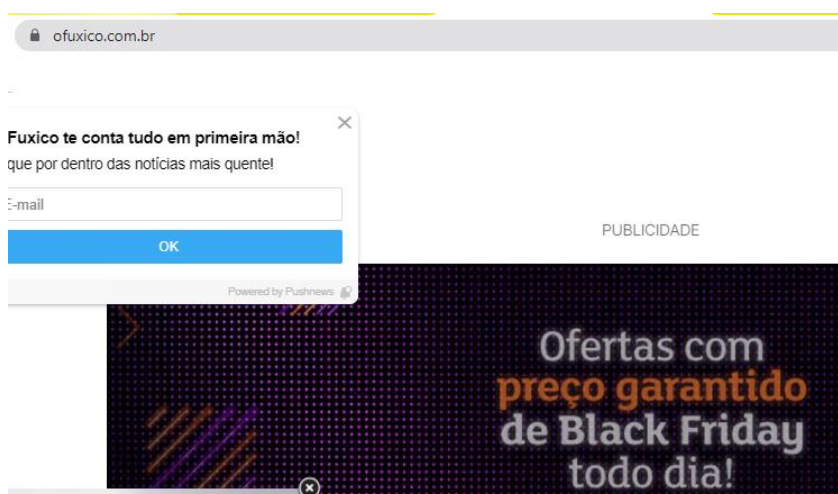 ofuxico.com.br
Fuxico te conta tudo em primeira mão!
que por dentro das notícias mais quente!
E-mail
OK
Powered by Pushnews
PUBLICIDADE
Ofertas com
preço garantido
de Black Friday
todo dia!